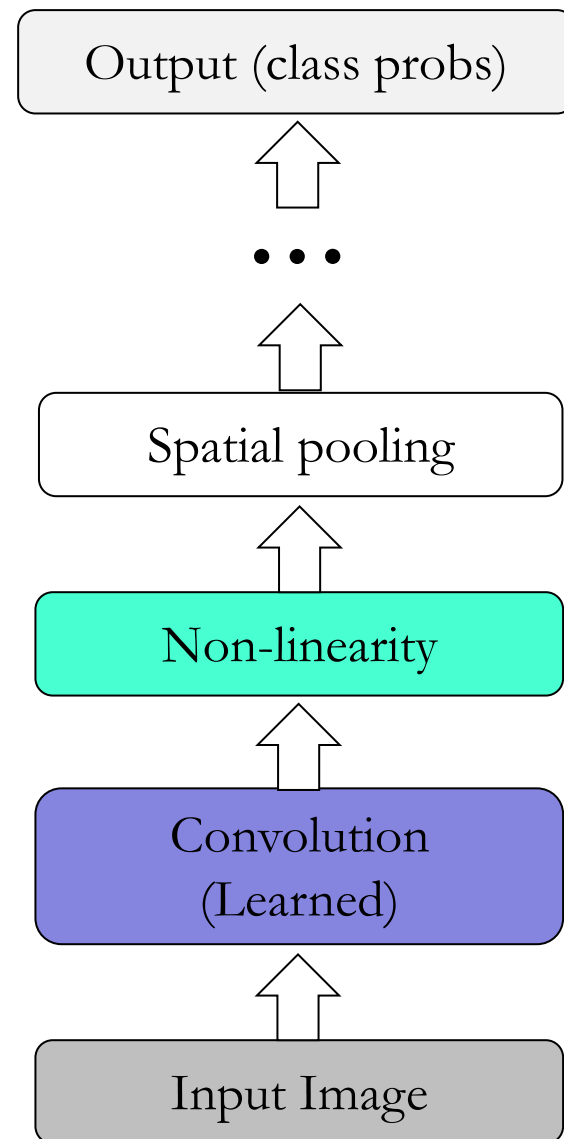 Output (class probs)
• • •
Spatial pooling
Non-linearity
Convolution
(Learned)
Input Image